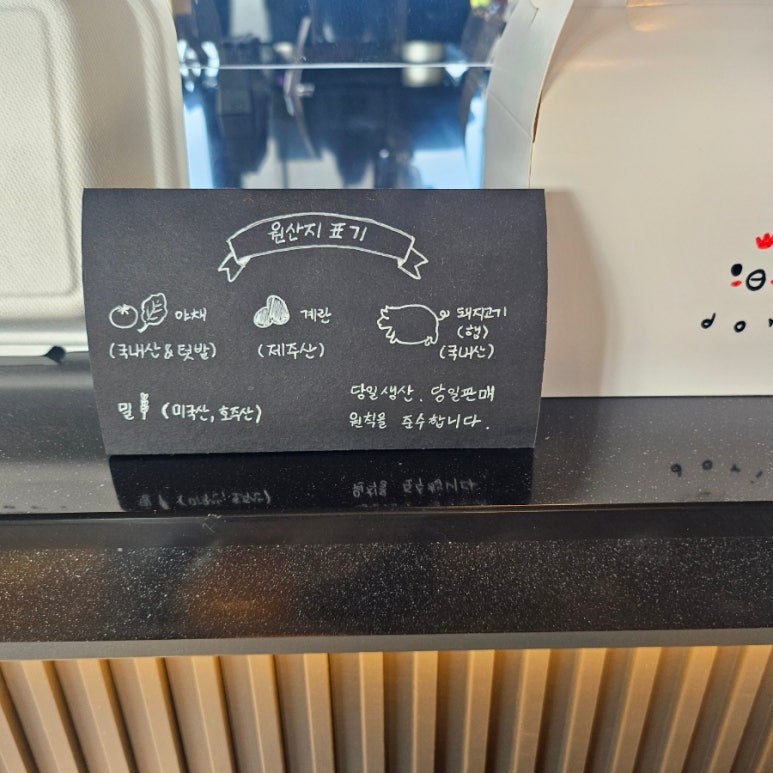 원산지 표기
야채
(국내산 & 텃밭)
계란
(제주산)
돼지고기
(햄)
(국내산)
밀 (미국산, 호주산)
당일생산. 당일판매
원칙을 준수합니다.